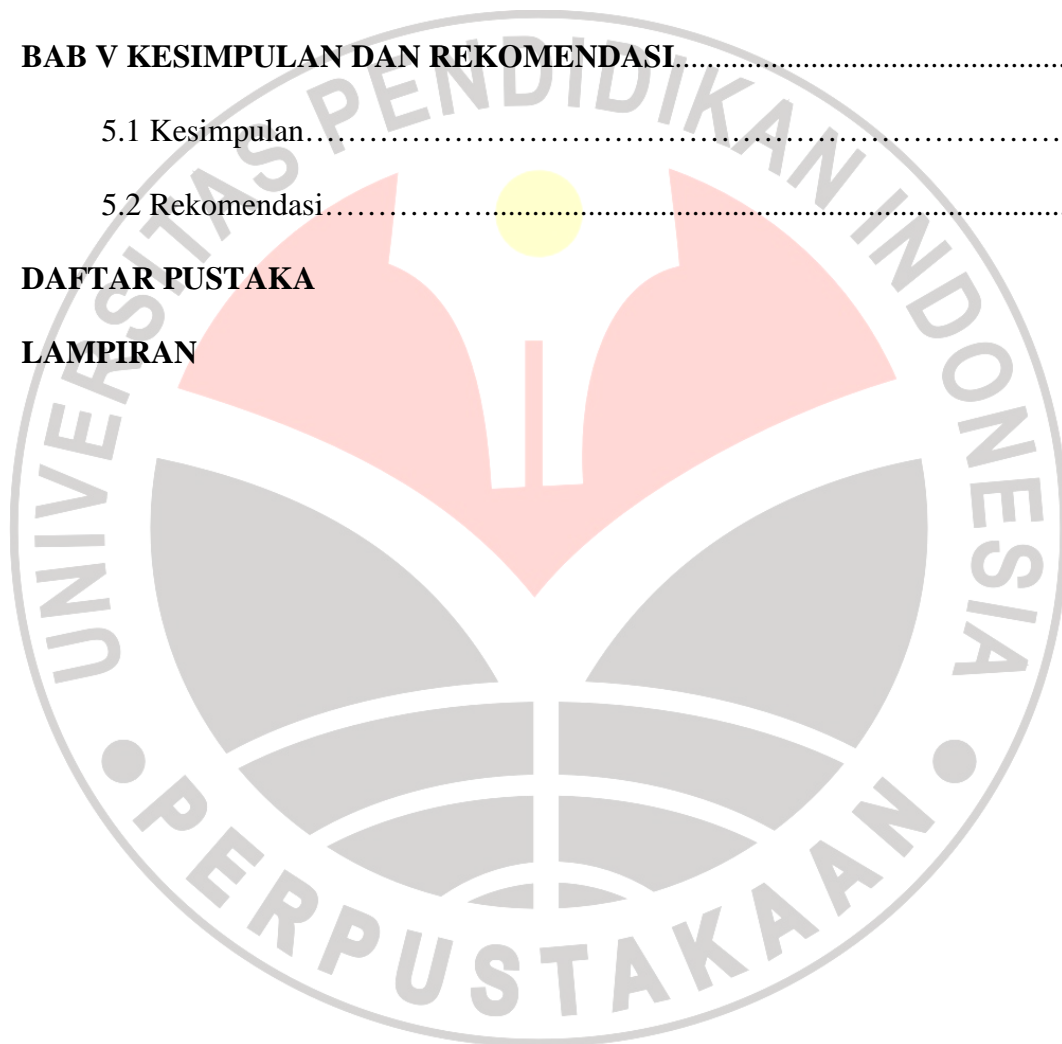 BAB V KESIMPULAN DAN REKOMENDASI..................................................
5.1 Kesimpulan……………………………………………………………………
5.2 Rekomendasi……………...........................................................................
DAFTAR PUSTAKA
LAMPIRAN
UNIVERSITAS PENDIDIKAN INDONESIA
PERPUSTAKAAN